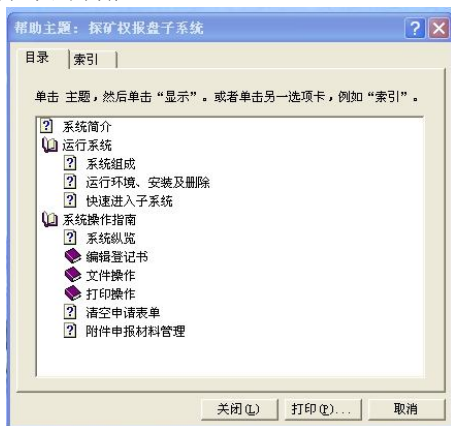 帮助主题: 探矿权报盘子系统
目录
索引
单击 主题，然后单击“显示”。或者单击另一选项卡，例如“索引”。
系统简介
运行系统
系统组成
运行环境、安装及删除
快速进入子系统
系统操作指南
系统纵览
编辑登记书
文件操作
打印操作
清空申请表单
附件申报材料管理
关闭(L) 打印(P)... 取消